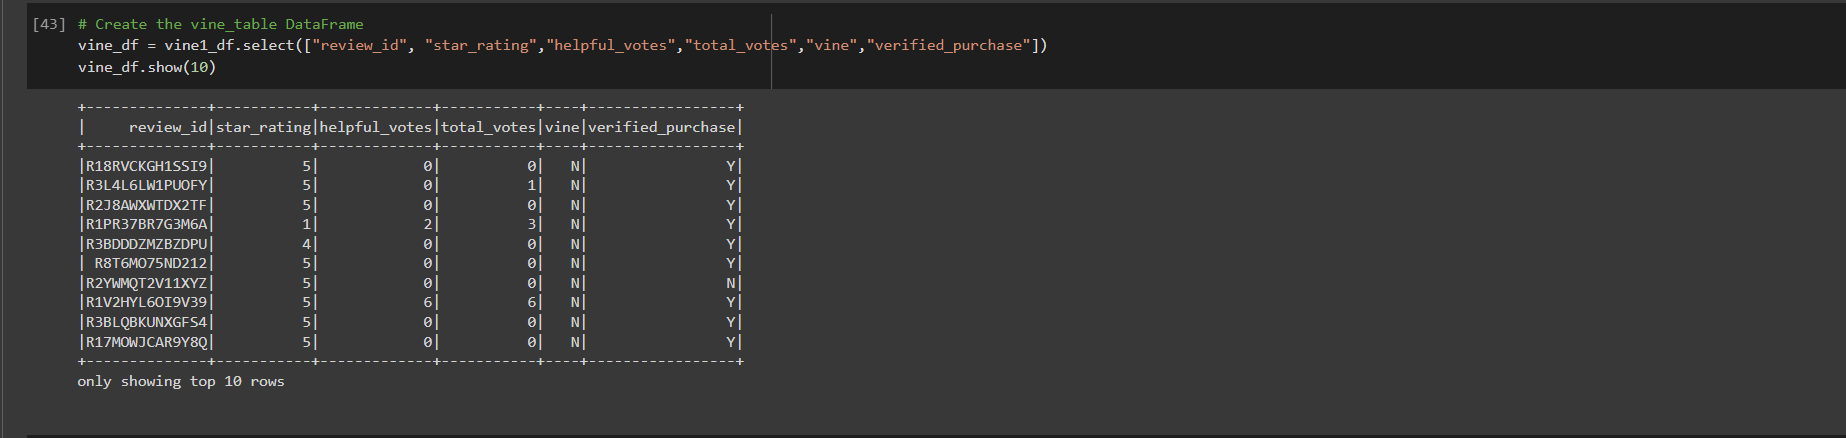 [43] # Create the vine_table DataFrame
vine_df = vine1_df.select(["review_id", "star_rating","helpful_votes","total_votes","vine","verified_purchase"])
vine_df.show(10)
+--------------+-----------+-------------+-----------+----+-----------------+
|     review_id|star_rating|helpful_votes|total_votes|vine|verified_purchase|
+--------------+-----------+-------------+-----------+----+-----------------+
|R18RVCKGH1SSI9|          5|            0|          0|   N|                Y|
|R3L4L6LW1PUOFY|          5|            0|          1|   N|                Y|
|R2J8AWXWTDX2TF|          5|            0|          0|   N|                Y|
|R1PR37BR7G3M6A|          1|            2|          3|   N|                Y|
|R3BDDDZMZBZDPU|          4|            0|          0|   N|                Y|
| R8T6MO75ND212|          5|            0|          0|   N|                Y|
|R2YWMQT2V11XYZ|          5|            0|          0|   N|                N|
|R1V2HYL6OI9V39|          5|            6|          6|   N|                Y|
|R3BLQBKUNXGFS4|          5|            0|          0|   N|                Y|
|R17MOWJCAR9Y8Q|          5|            0|          0|   N|                Y|
+--------------+-----------+-------------+-----------+----+-----------------+
only showing top 10 rows